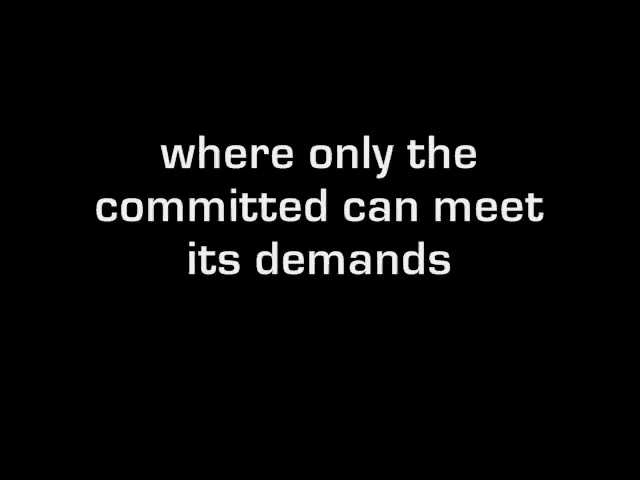 where only the
committed can meet
its demands